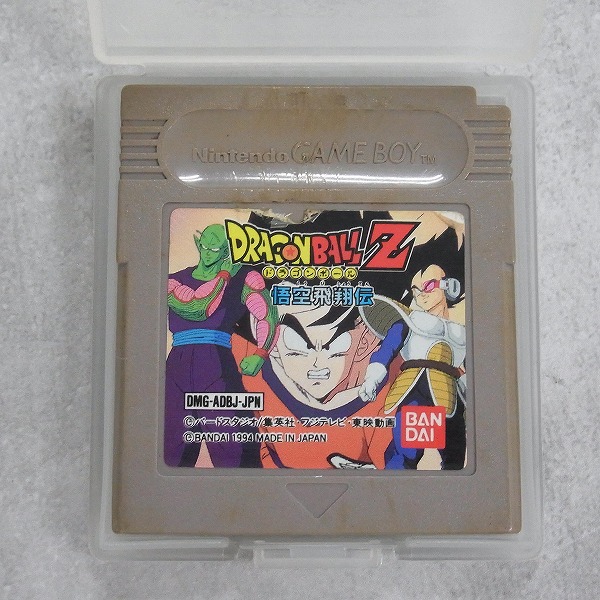 Nintendo GAME BOY TM
DRAGON BALL Z
ドラゴンボール
悟空飛翔伝
DMG-ADBJ-JPN
©バードスタジオ/集英社・フジテレビ・東映動画
©BANDAI 1994 MADE IN JAPAN
BAN
DAI